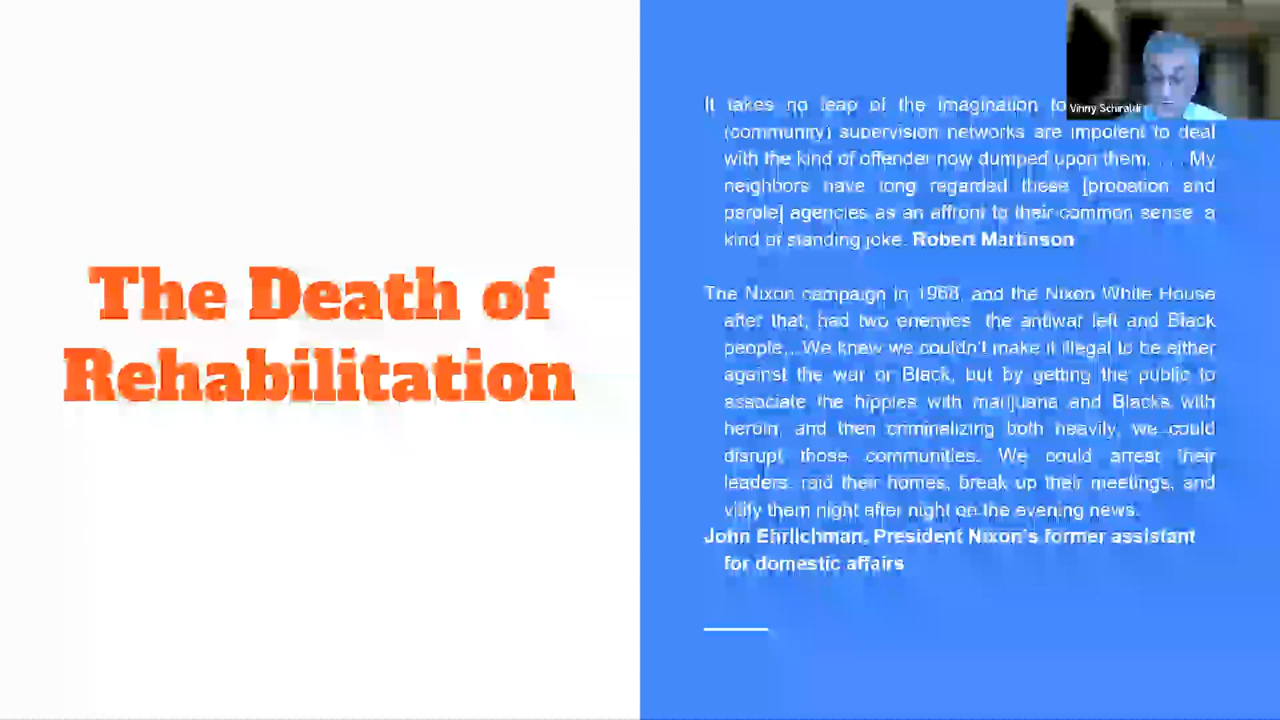 The Death of
Rehabilitation
It takes no leap of the imagination to
(community) supervision networks are impotent to deal
with the kind of offender now dumped upon them. . . . My
neighbors have long regarded these [probation and
parole] agencies as an affront to their common sense, a
kind of standing joke. Robert Martinson
The Nixon campaign in 1968, and the Nixon White House
after that, had two enemies: the antiwar left and Black
people...We knew we couldn't make it illegal to be either
against the war or Black, but by getting the public to
associate the hippies with marijuana and Blacks with
heroin, and then criminalizing both heavily, we could
disrupt those communities. We could arrest their
leaders, raid their homes, break up their meetings, and
vilify them night after night on the evening news.
John Ehrlichman, President Nixon's former assistant
for domestic affairs
Vinny Schiraldi